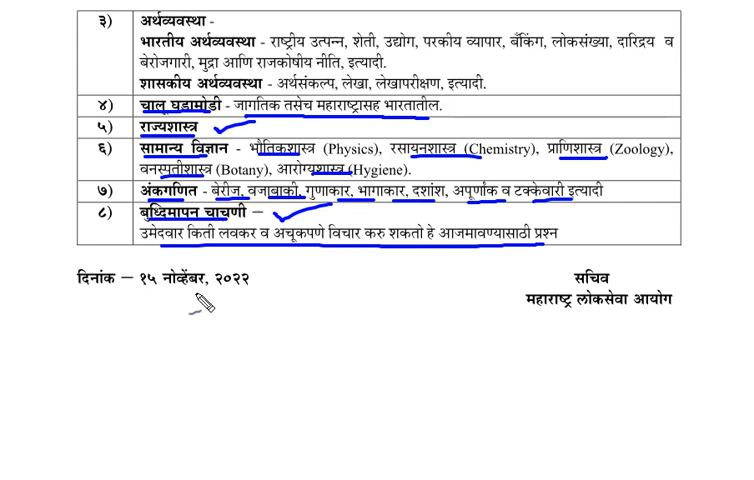 ३) अर्थव्यवस्था -
भारतीय अर्थव्यवस्था - राष्ट्रीय उत्पन्न, शेती, उद्योग, परकीय व्यापार, बँकिंग, लोकसंख्या, दारिद्रय व
बेरोजगारी, मुद्रा आणि राजकोषीय नीति, इत्यादी.
शासकीय अर्थव्यवस्था - अर्थसंकल्प, लेखा, लेखापरीक्षण, इत्यादी.
४) चालू घडामोडी - जागतिक तसेच महाराष्ट्रासह भारतातील.
५) राज्यशास्त्र
६) सामान्य विज्ञान - भौतिकशास्त्र (Physics), रसायनशास्त्र (Chemistry), प्राणिशास्त्र (Zoology),
वनस्पतीशास्त्र (Botany), आरोग्यशास्त्र (Hygiene).
७) अंकगणित - बेरीज, वजाबाकी, गुणाकार, भागाकार, दशांश, अपूर्णांक व टक्केवारी इत्यादी
८) बुध्दिमापन चाचणी –
उमेदवार किती लवकर व अचूकपणे विचार करु शकतो हे आजमावण्यासाठी प्रश्न
दिनांक – १५ नोव्हेंबर, २०२२ सचिव
महाराष्ट्र लोकसेवा आयोग